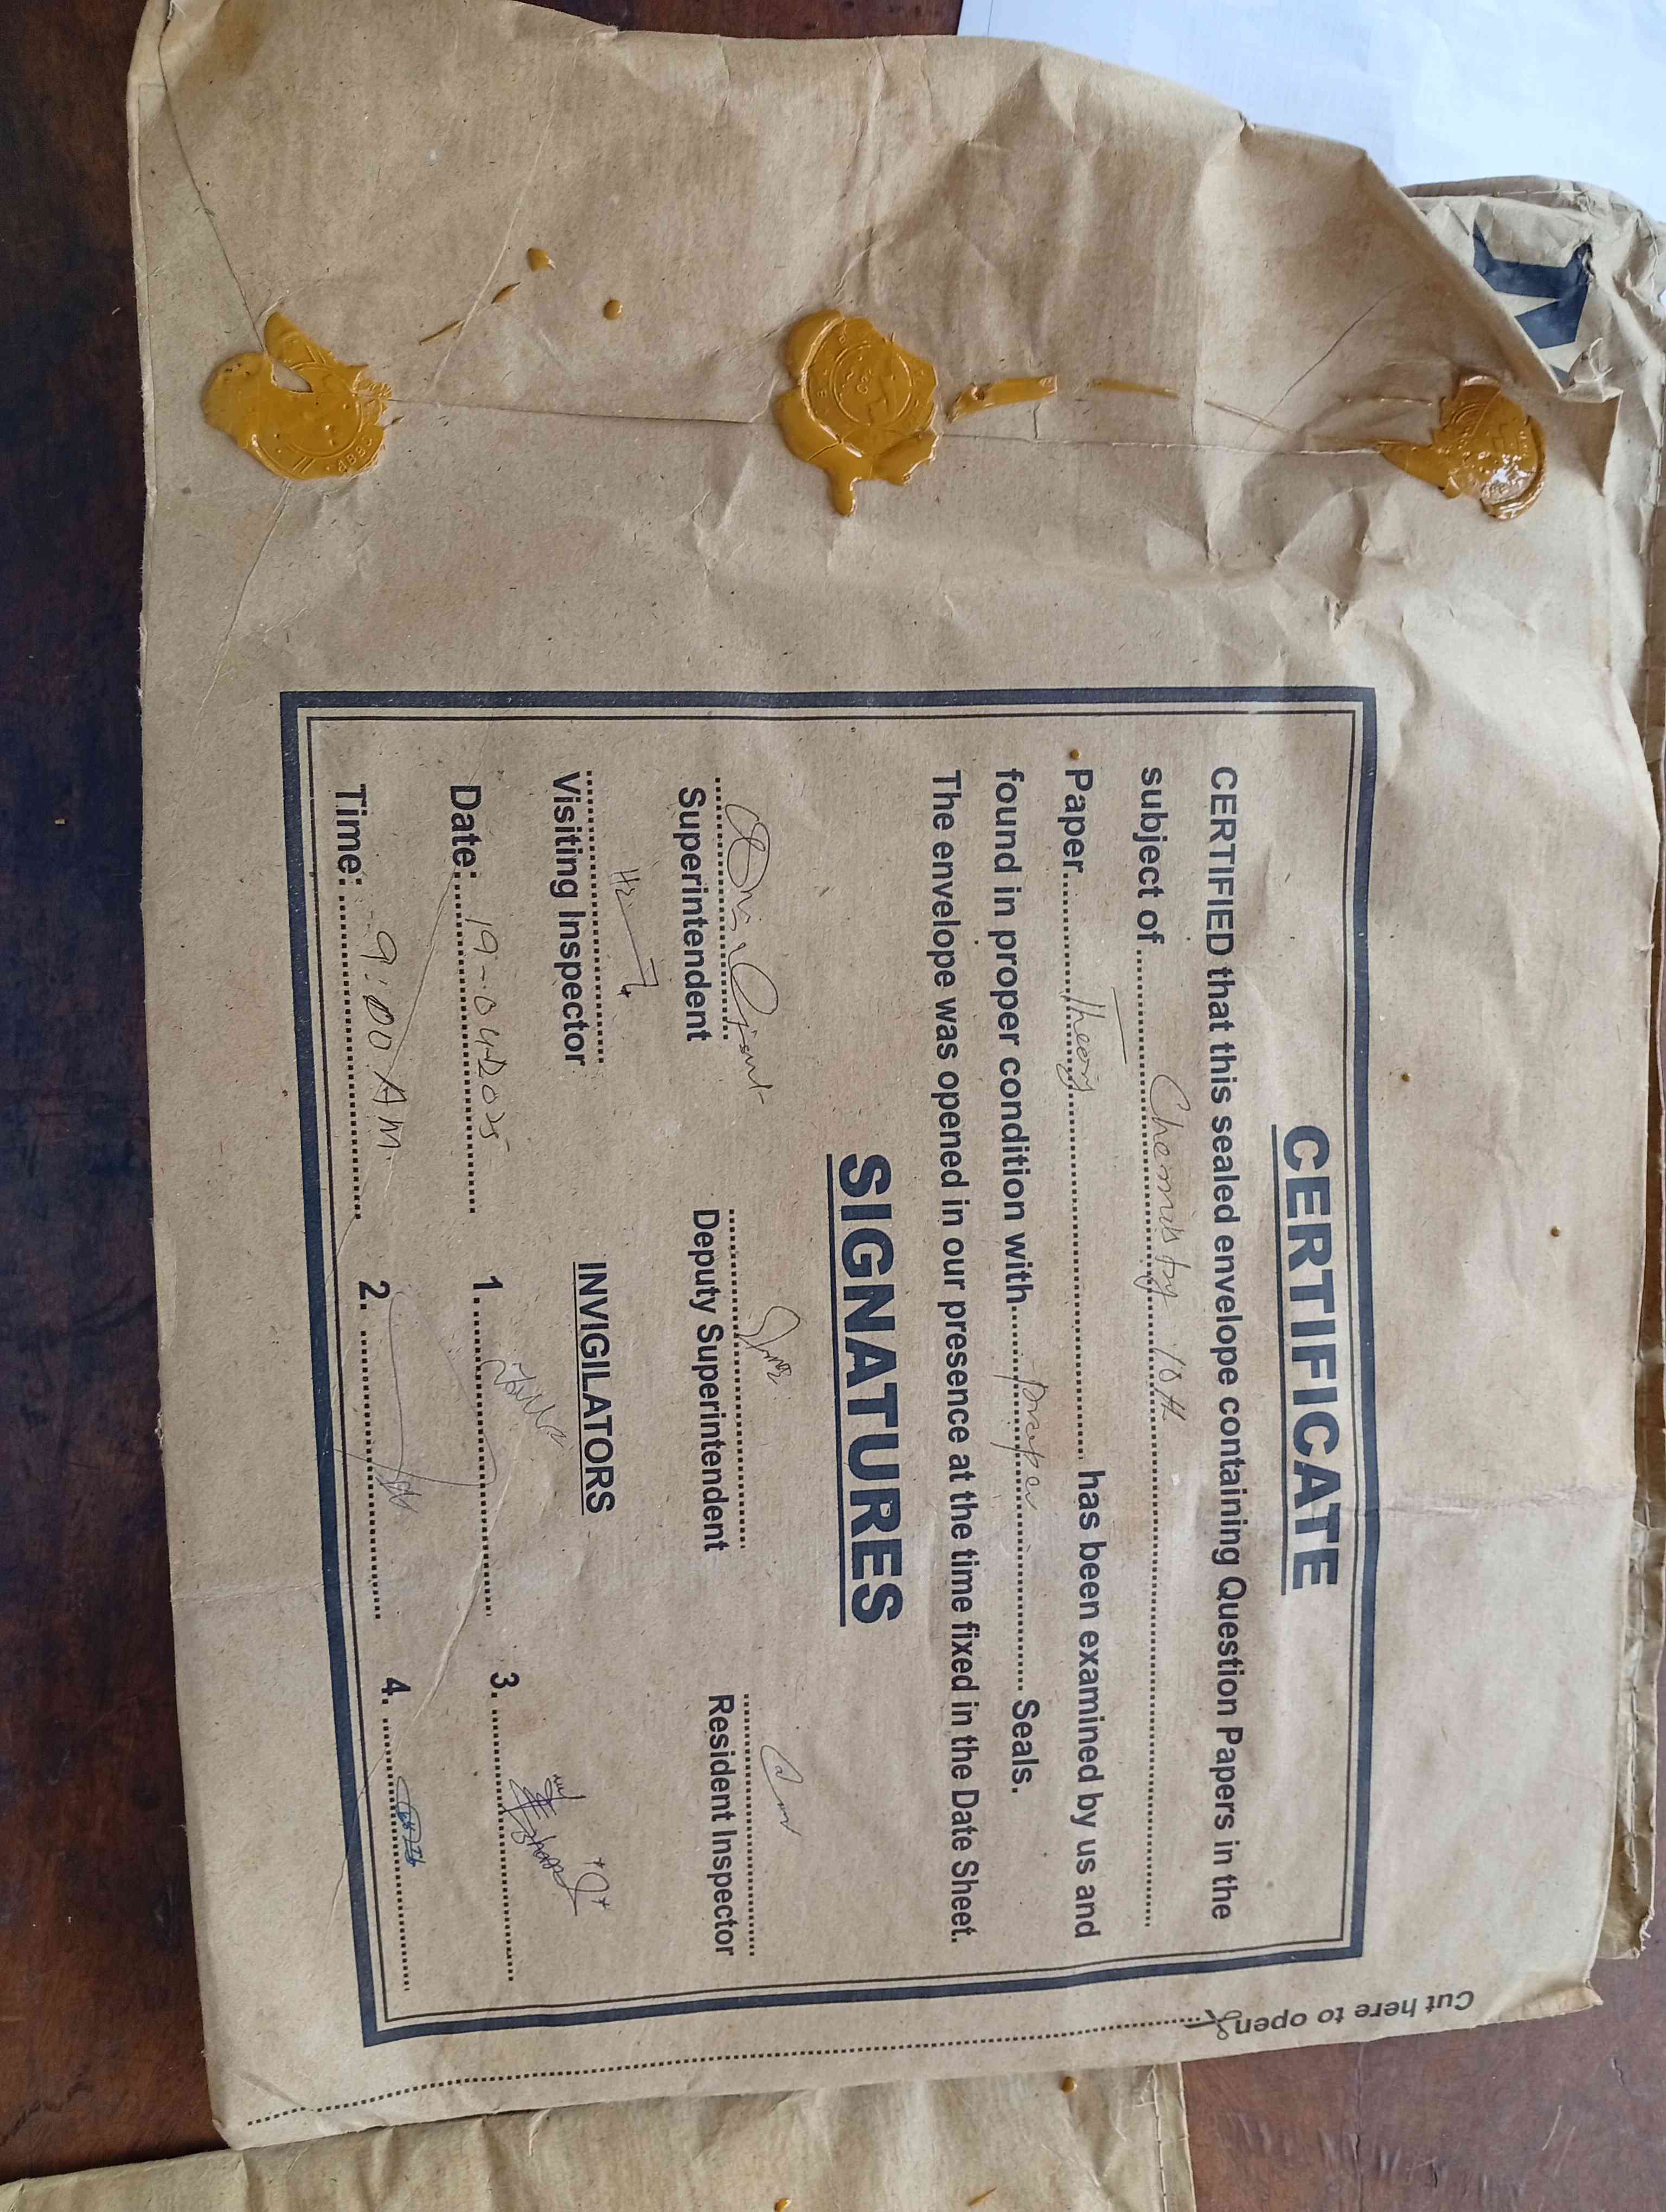 CERTIFICATE
CERTIFIED that this sealed envelope containing Question Papers in the
subject of ........ Chemistry 10th ........
Paper ........ Theory ........ has been examined by us and
found in proper condition with ........ proper ........ Seals.
The envelope was opened in our presence at the time fixed in the Date Sheet.
SIGNATURES
Superintendent Deputy Superintendent Resident Inspector
Visiting Inspector INVIGILATORS
Date: 19-04-2025 1. 3.
Time: 9:00 AM 2. 4.
Cut here to open